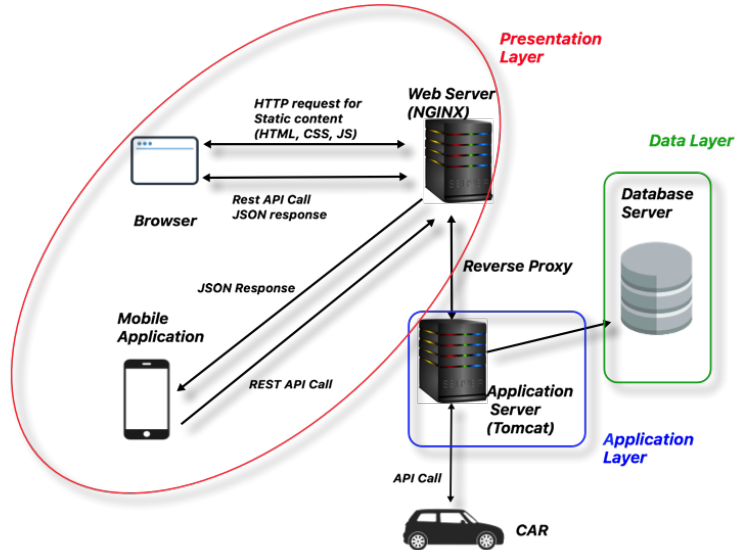 Presentation
Layer
Web Server
(NGINX)
HTTP request for
Static content
(HTML, CSS, JS)
Data Layer
Database
Server
Rest API Call
JSON response
Browser
Reverse Proxy
JSON Response
Mobile
Application
REST API Call
Application
Server
(Tomcat)
Application
Layer
API Call
CAR